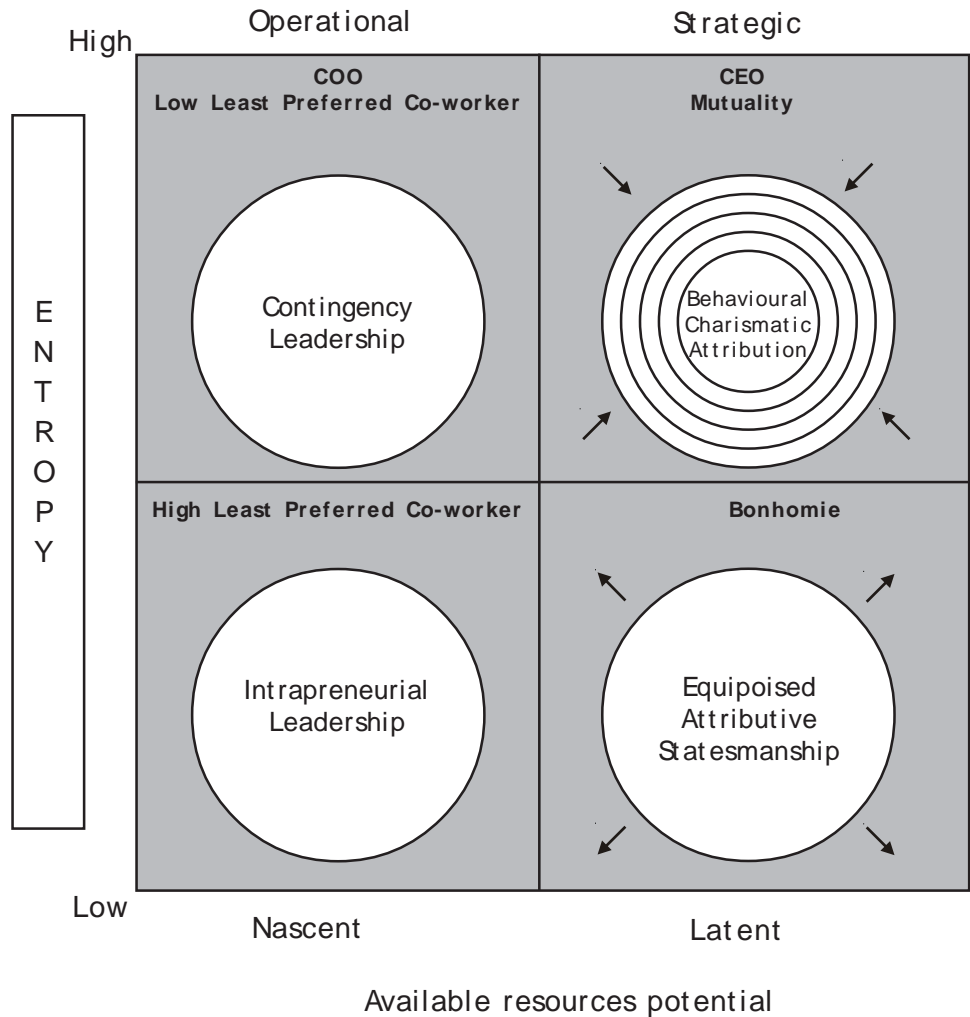 Operational
Strategic
High
COO
Low Least Preferred Co-worker
CEO
Mutuality
ENTROPY
Contingency
Leadership
Behavioural
Charismatic
Attribution
High Least Preferred Co-worker
Bonhomie
Intrapreneurial
Leadership
Equipoised
Attributive
Statesmanship
Low
Nascent
Latent
Available resources potential